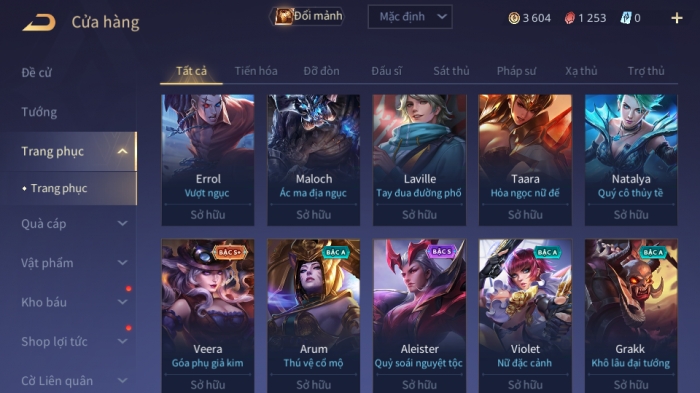 Cửa hàng
Đổi mảnh
Mặc định
3 604
1 253
0
Đề cử
Tướng
Trang phục
Trang phục
Quà cáp
Vật phẩm
Kho báu
Shop lợi tức
Cờ Liên quân
Tất cả Tiến hóa Đỡ đòn Đấu sĩ Sát thủ Pháp sư Xạ thủ Trợ thủ
Errol
Vượt ngục
Sở hữu
Maloch
Ác ma địa ngục
Sở hữu
Laville
Tay đua đường phố
Sở hữu
Taara
Hỏa ngọc nữ đế
Sở hữu
Natalya
Quý cô thủy tề
Sở hữu
BẬC S+
Veera
Góa phụ giả kim
Sở hữu
BẬC A
Arum
Thú vệ cổ mộ
Sở hữu
BẬC S
Aleister
Quỷ soái nguyệt tộc
Sở hữu
BẬC A
Violet
Nữ đặc cảnh
Sở hữu
BẬC A
Grakk
Khô lâu đại tướng
Sở hữu